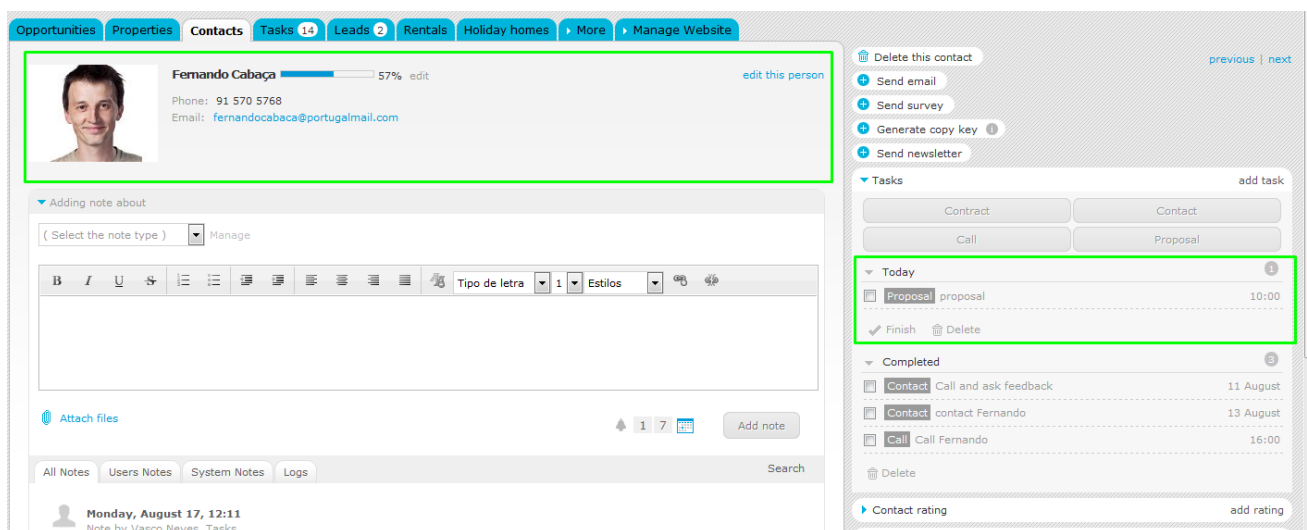 Opportunities Properties Contacts Tasks 14 Leads 2 Rentals Holiday homes More Manage Website
Fernando Cabaça 57% edit
edit this person
Phone: 91 570 5768
Email: fernandocabaca@portugalmail.com
Adding note about
( Select the note type ) Manage
B I U S Tipo de letra 1 Estilos
Attach files
1 7 Add note
All Notes Users Notes System Notes Logs Search
Monday, August 17, 12:11
Note by Vasco Neves, Tasks
Delete this contact
previous | next
Send email
Send survey
Generate copy key i
Send newsletter
Tasks add task
Contract Contact
Call Proposal
Today 1
Proposal proposal 10:00
Finish Delete
Completed 3
Contact Call and ask feedback 11 August
Contact contact Fernando 13 August
Call Call Fernando 16:00
Delete
Contact rating add rating